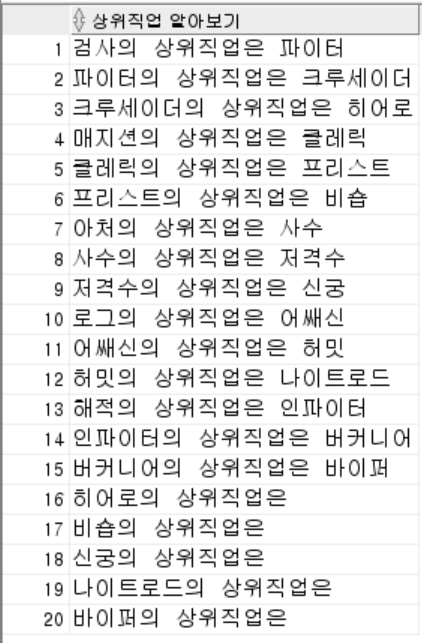 상위직업 알아보기
1 검사의 상위직업은 파이터
2 파이터의 상위직업은 크루세이더
3 크루세이더의 상위직업은 히어로
4 매지션의 상위직업은 클레릭
5 클레릭의 상위직업은 프리스트
6 프리스트의 상위직업은 비숍
7 아처의 상위직업은 사수
8 사수의 상위직업은 저격수
9 저격수의 상위직업은 신궁
10 로그의 상위직업은 어쌔신
11 어쌔신의 상위직업은 허밋
12 허밋의 상위직업은 나이트로드
13 해적의 상위직업은 인파이터
14 인파이터의 상위직업은 버커니어
15 버커니어의 상위직업은 바이퍼
16 히어로의 상위직업은
17 비숍의 상위직업은
18 신궁의 상위직업은
19 나이트로드의 상위직업은
20 바이퍼의 상위직업은